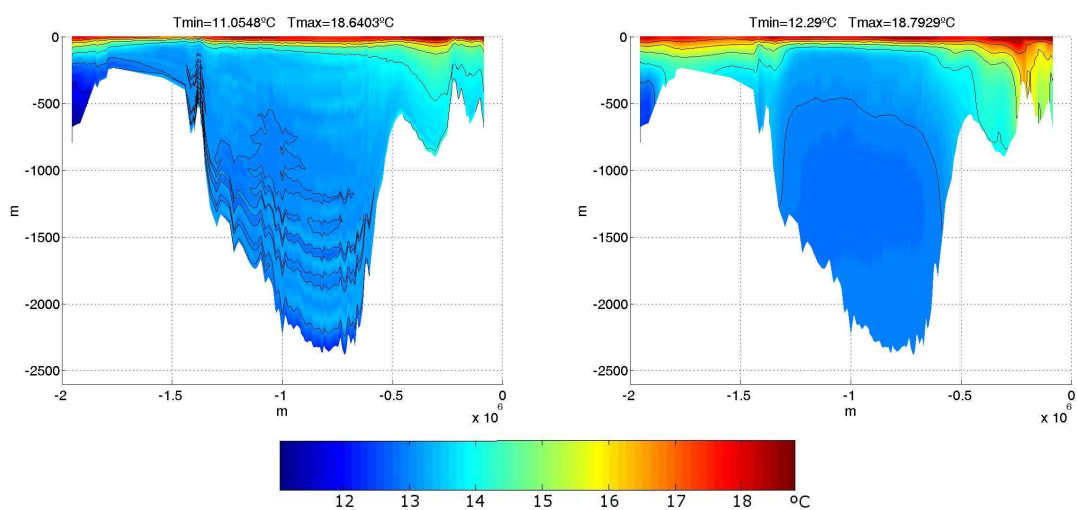 Tmin=11.0548ºC Tmax=18.6403ºC
0
-500
-1000
-1500
-2000
-2500
m
-2 -1.5 -1 -0.5 0
m
x 10^6
Tmin=12.29ºC Tmax=18.7929ºC
0
-500
-1000
-1500
-2000
-2500
m
-2 -1.5 -1 -0.5 0
m
x 10^6
12 13 14 15 16 17 18 ºC